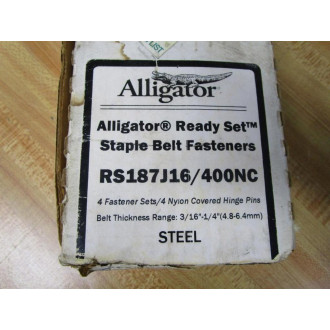 LIST
Alligator®
Alligator® Ready Set™
Staple Belt Fasteners
RS187J16/400NC
4 Fastener Sets/4 Nylon Covered Hinge Pins
Belt Thickness Range: 3/16"-1/4"(4.8-6.4mm)
STEEL